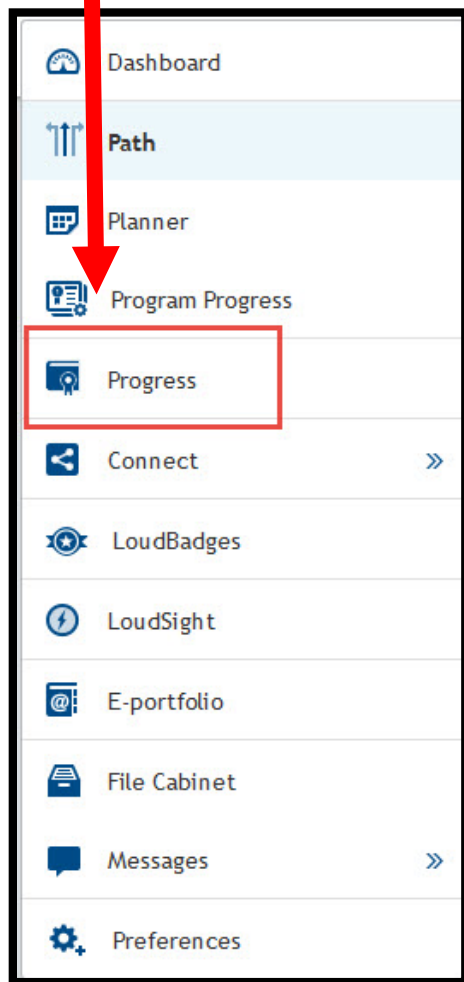 Dashboard
Path
Planner
Program Progress
Progress
Connect »
LoudBadges
LoudSight
E-portfolio
File Cabinet
Messages »
Preferences